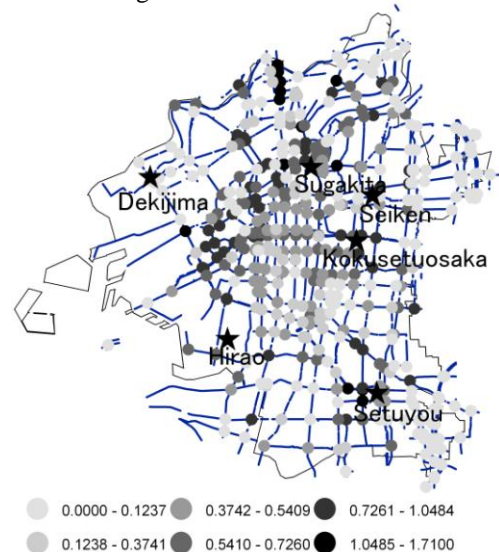 Sugakita
Dekijima
Seiken
Kokusetuosaka
Hirao
Setuyou
0.0000 - 0.1237 0.3742 - 0.5409 0.7261 - 1.0484
0.1238 - 0.3741 0.5410 - 0.7260 1.0485 - 1.7100